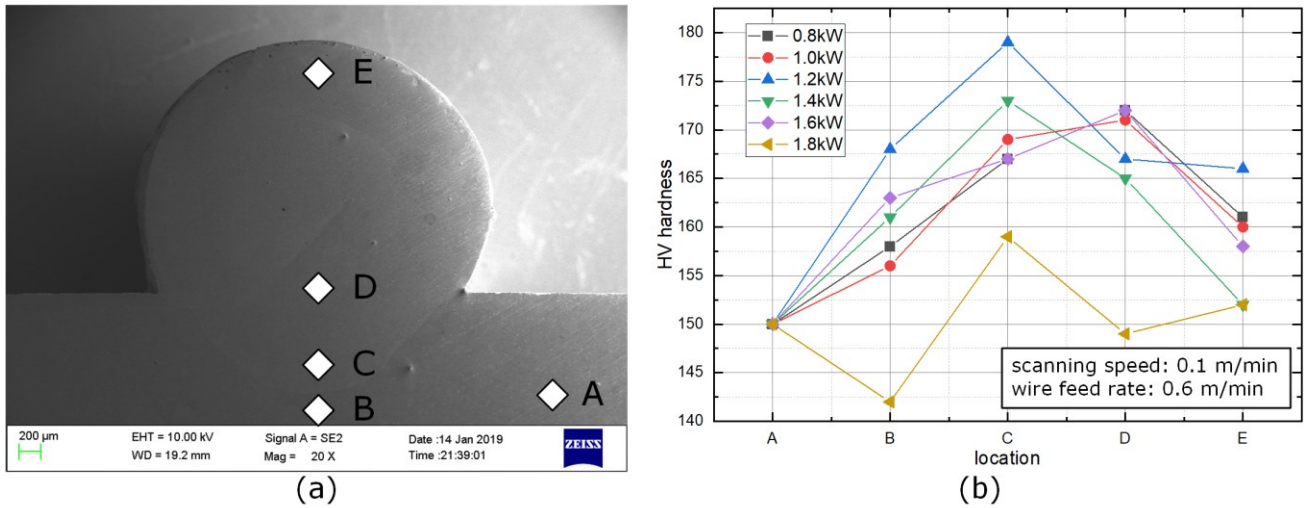 E
D
C
B
A
200 µm
EHT = 10.00 kV
WD = 19.2 mm
Signal A = SE2
Mag = 20 X
Date :14 Jan 2019
Time :21:39:01
ZEISS
(a)
0.8kW
1.0kW
1.2kW
1.4kW
1.6kW
1.8kW
180
175
170
165
160
155
150
145
140
HV hardness
scanning speed: 0.1 m/min
wire feed rate: 0.6 m/min
A B C D E
location
(b)